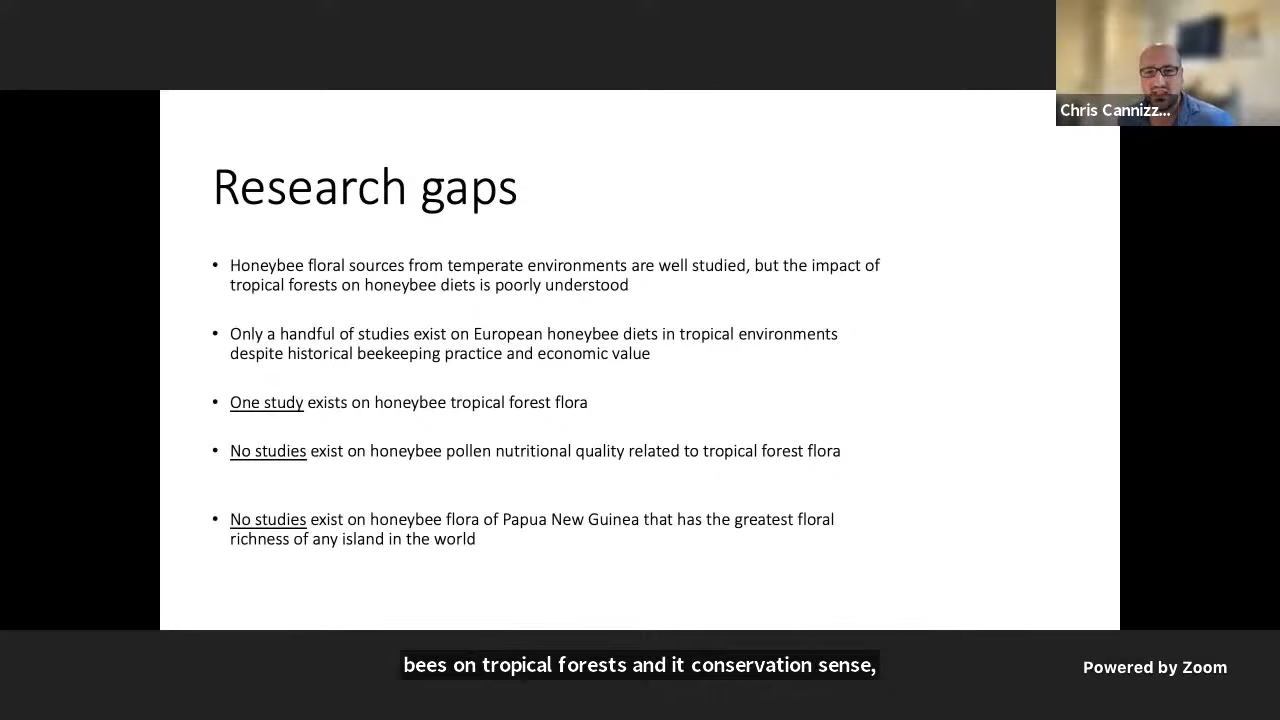 Chris Cannizz...
Research gaps
• Honeybee floral sources from temperate environments are well studied, but the impact of
tropical forests on honeybee diets is poorly understood
• Only a handful of studies exist on European honeybee diets in tropical environments
despite historical beekeeping practice and economic value
• One study exists on honeybee tropical forest flora
• No studies exist on honeybee pollen nutritional quality related to tropical forest flora
• No studies exist on honeybee flora of Papua New Guinea that has the greatest floral
richness of any island in the world
bees on tropical forests and it conservation sense,
Powered by Zoom